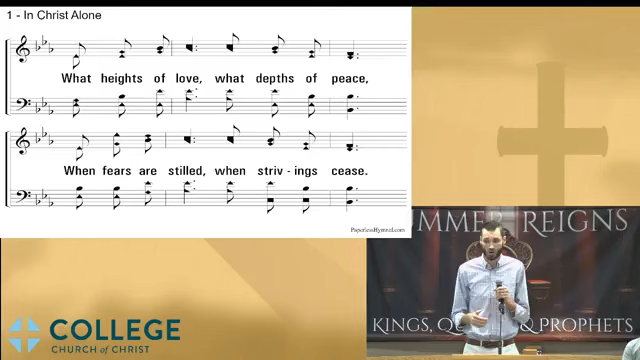 1 - In Christ Alone
What heights of love, what depths of peace,
When fears are stilled, when striv - ings cease.
PaperlessHymnal.com
UMMER REIGNS
KINGS, QU & PROPHETS
COLLEGE
CHURCH of CHRIST